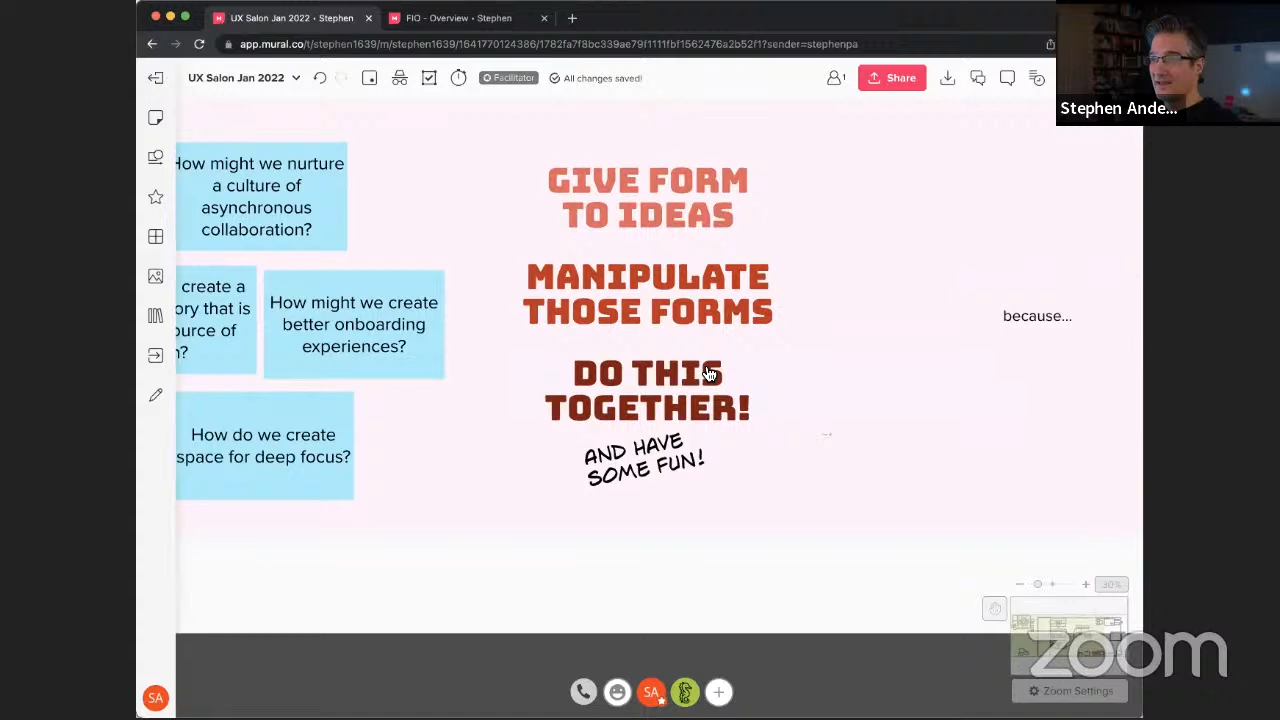 UX Salon Jan 2022 • Stephen
FIQ - Overview • Stephen
app.mural.co/t/stephen1639/m/stephen1639/1641770124386/1782fa7f8bc339ae79f1111fbf1562476a2b52f1?sender=stephenpa
UX Salon Jan 2022
Facilitator
All changes saved!
1
Share
Stephen Ande...
How might we nurture
a culture of
asynchronous
collaboration?
create a
ory that is
ource of
?
How might we create
better onboarding
experiences?
How do we create
space for deep focus?
GIVE FORM
TO IDEAS
MANIPULATE
THOSE FORMS
DO THIS
TOGETHER!
AND HAVE
SOME FUN!
because...
30%
zoom
Zoom Settings
SA
SA